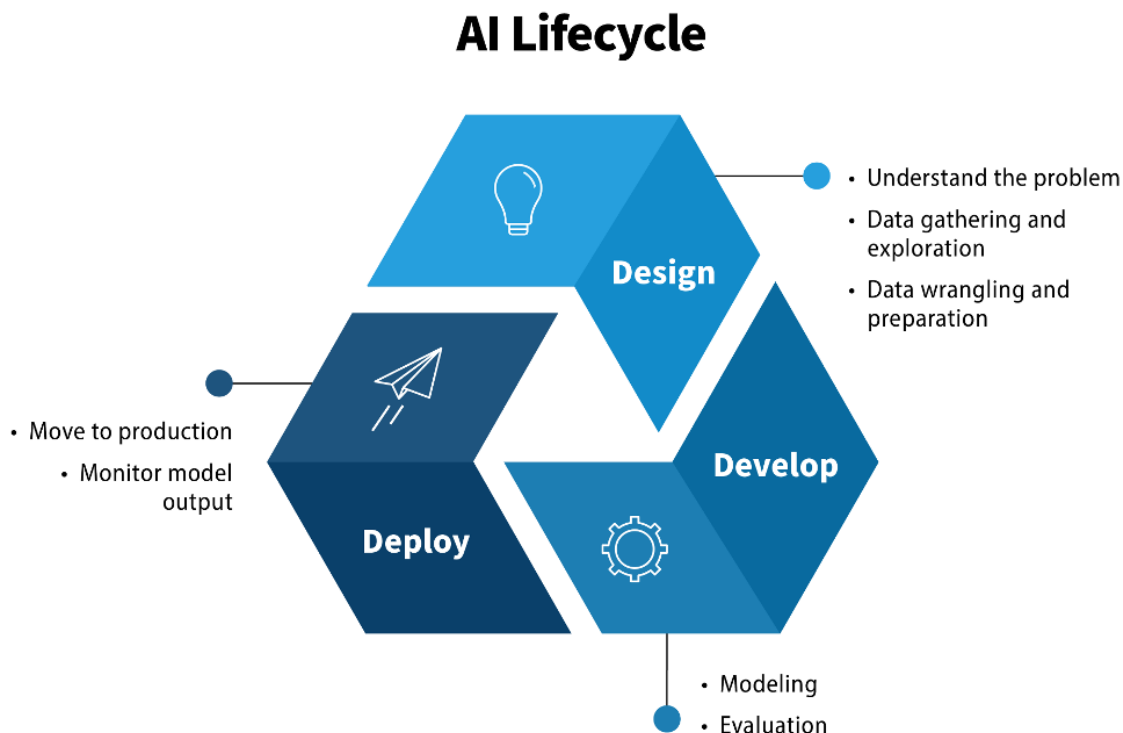 AI Lifecycle
Design
• Understand the problem
• Data gathering and
exploration
• Data wrangling and
preparation
Develop
• Modeling
• Evaluation
Deploy
• Move to production
• Monitor model
output